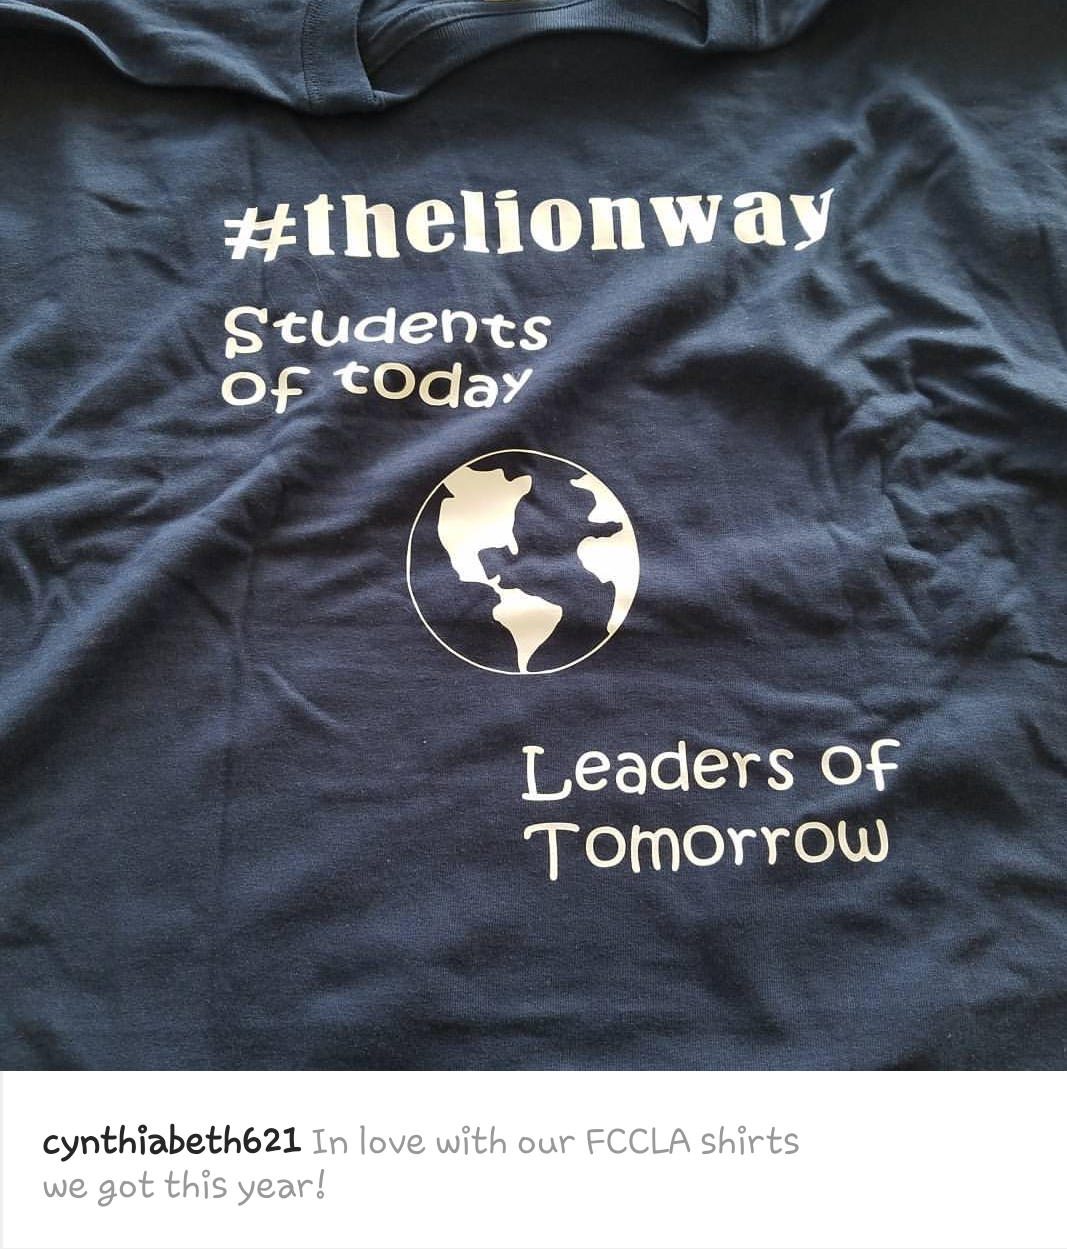 #thelionway
Students
of today
Leaders of
Tomorrow
cynthiabeth621 In love with our FCCLA shirts
we got this year!